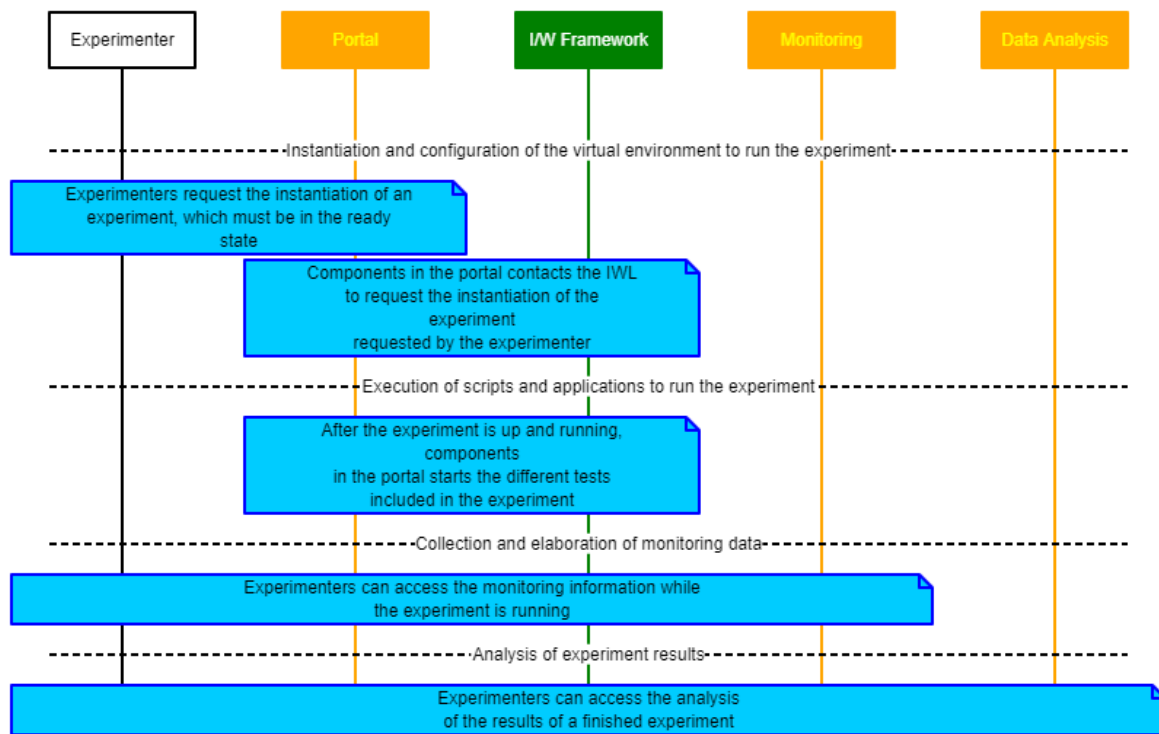 Experimenter
Portal
I/W Framework
Monitoring
Data Analysis
Instantiation and configuration of the virtual environment to run the experiment
Experimenters request the instantiation of an
experiment, which must be in the ready
state
Components in the portal contacts the IWL
to request the instantiation of the
experiment
requested by the experimenter
Execution of scripts and applications to run the experiment
After the experiment is up and running,
components
in the portal starts the different tests
included in the experiment
Collection and elaboration of monitoring data
Experimenters can access the monitoring information while
the experiment is running
Analysis of experiment results
Experimenters can access the analysis
of the results of a finished experiment